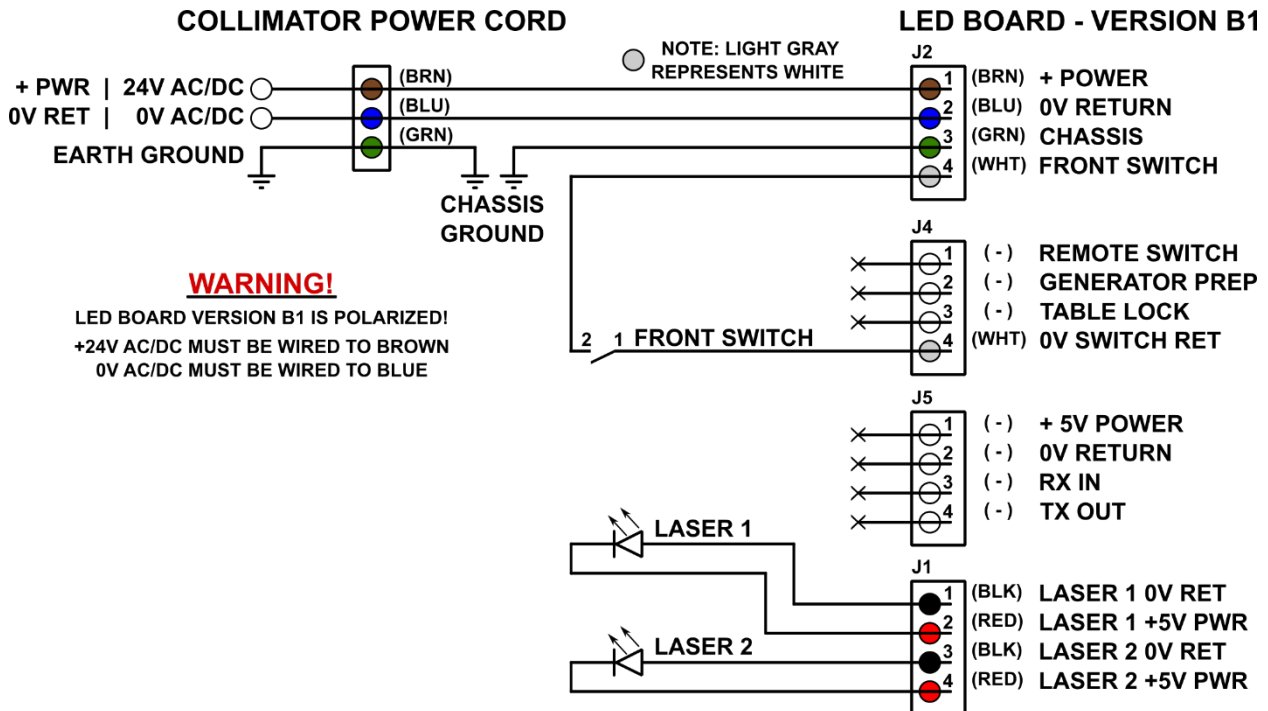 COLLIMATOR POWER CORD
LED BOARD - VERSION B1
NOTE: LIGHT GRAY
REPRESENTS WHITE
+ PWR | 24V AC/DC
0V RET | 0V AC/DC
EARTH GROUND
(BRN)
(BLU)
(GRN)
CHASSIS
GROUND
J2
1 (BRN) + POWER
2 (BLU) 0V RETURN
3 (GRN) CHASSIS
4 (WHT) FRONT SWITCH
WARNING!
LED BOARD VERSION B1 IS POLARIZED!
+24V AC/DC MUST BE WIRED TO BROWN
0V AC/DC MUST BE WIRED TO BLUE
2 1 FRONT SWITCH
J4
1 (-) REMOTE SWITCH
2 (-) GENERATOR PREP
3 (-) TABLE LOCK
4 (WHT) 0V SWITCH RET
J5
1 (-) + 5V POWER
2 (-) 0V RETURN
3 (-) RX IN
4 (-) TX OUT
LASER 1
LASER 2
J1
1 (BLK) LASER 1 0V RET
2 (RED) LASER 1 +5V PWR
3 (BLK) LASER 2 0V RET
4 (RED) LASER 2 +5V PWR